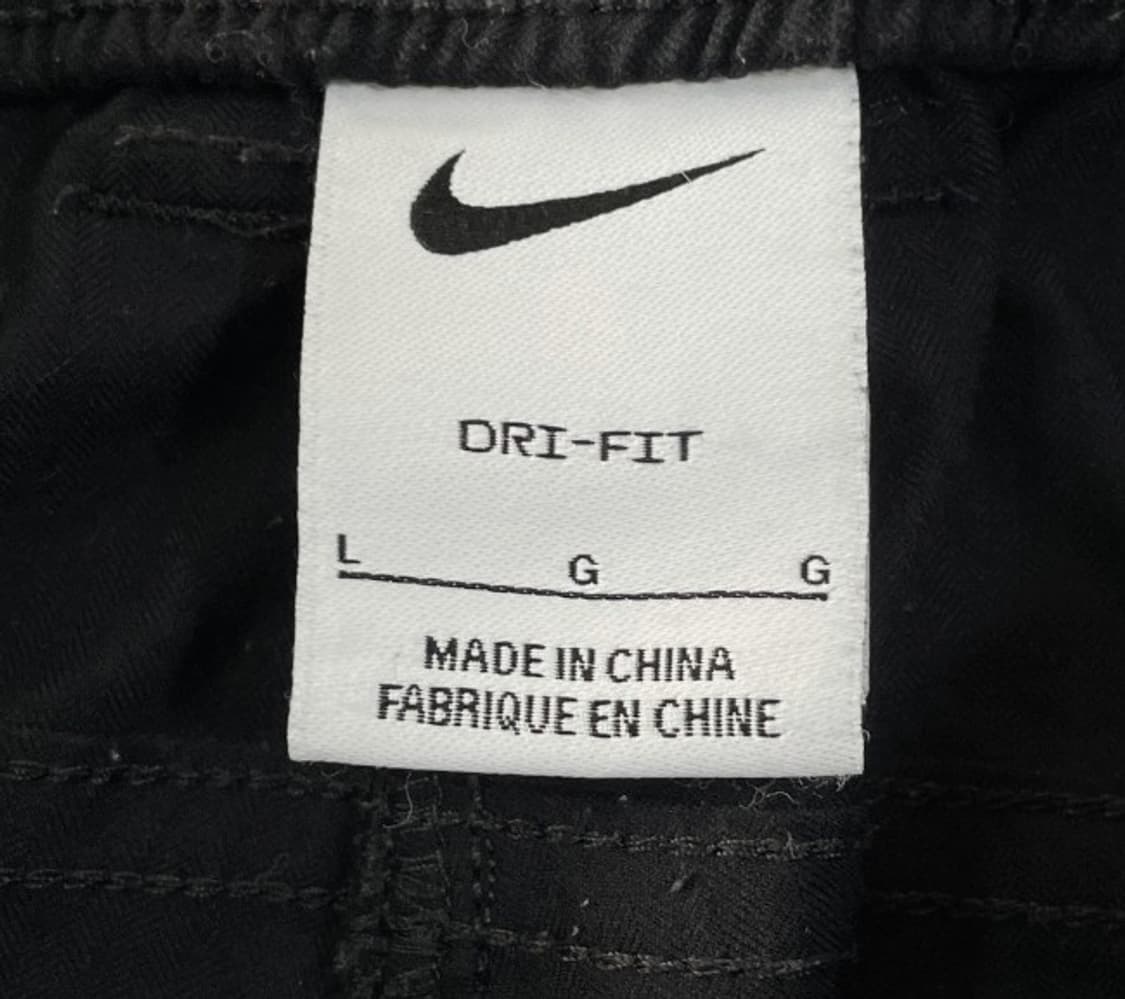 DRI-FIT
L G G
MADE IN CHINA
FABRIQUE EN CHINE